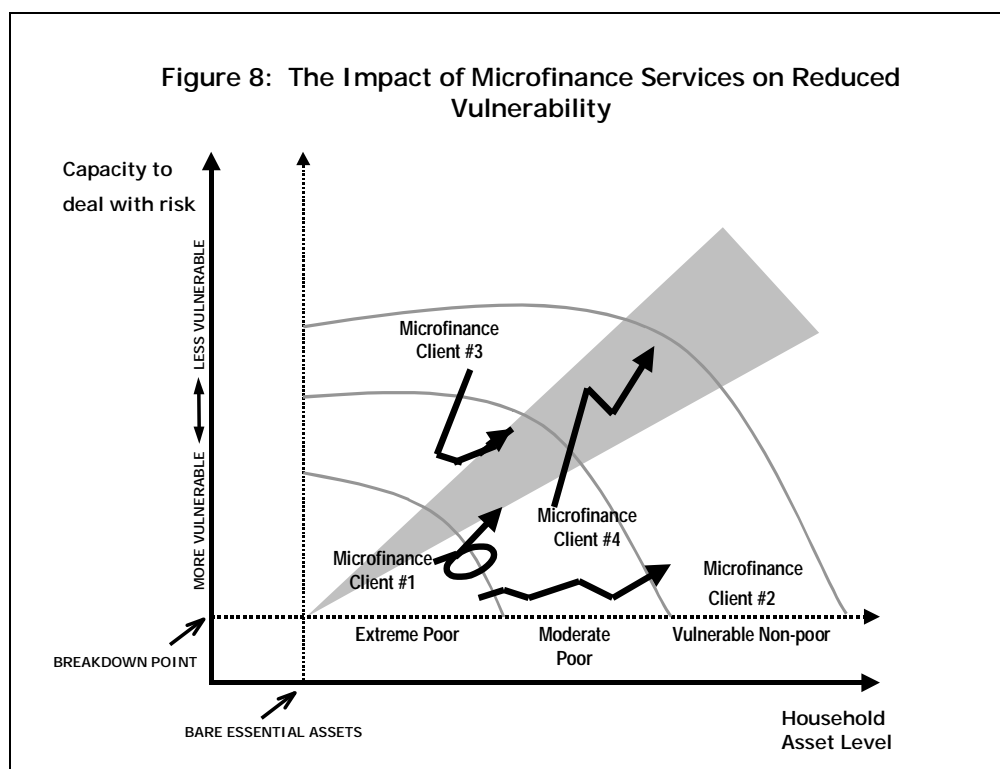 Figure 8: The Impact of Microfinance Services on Reduced
Vulnerability
Capacity to
deal with risk
LESS VULNERABLE
MORE VULNERABLE
Microfinance
Client #3
Microfinance
Client #4
Microfinance
Client #1
Microfinance
Client #2
Extreme Poor
Moderate
Poor
Vulnerable Non-poor
BREAKDOWN POINT
BARE ESSENTIAL ASSETS
Household
Asset Level